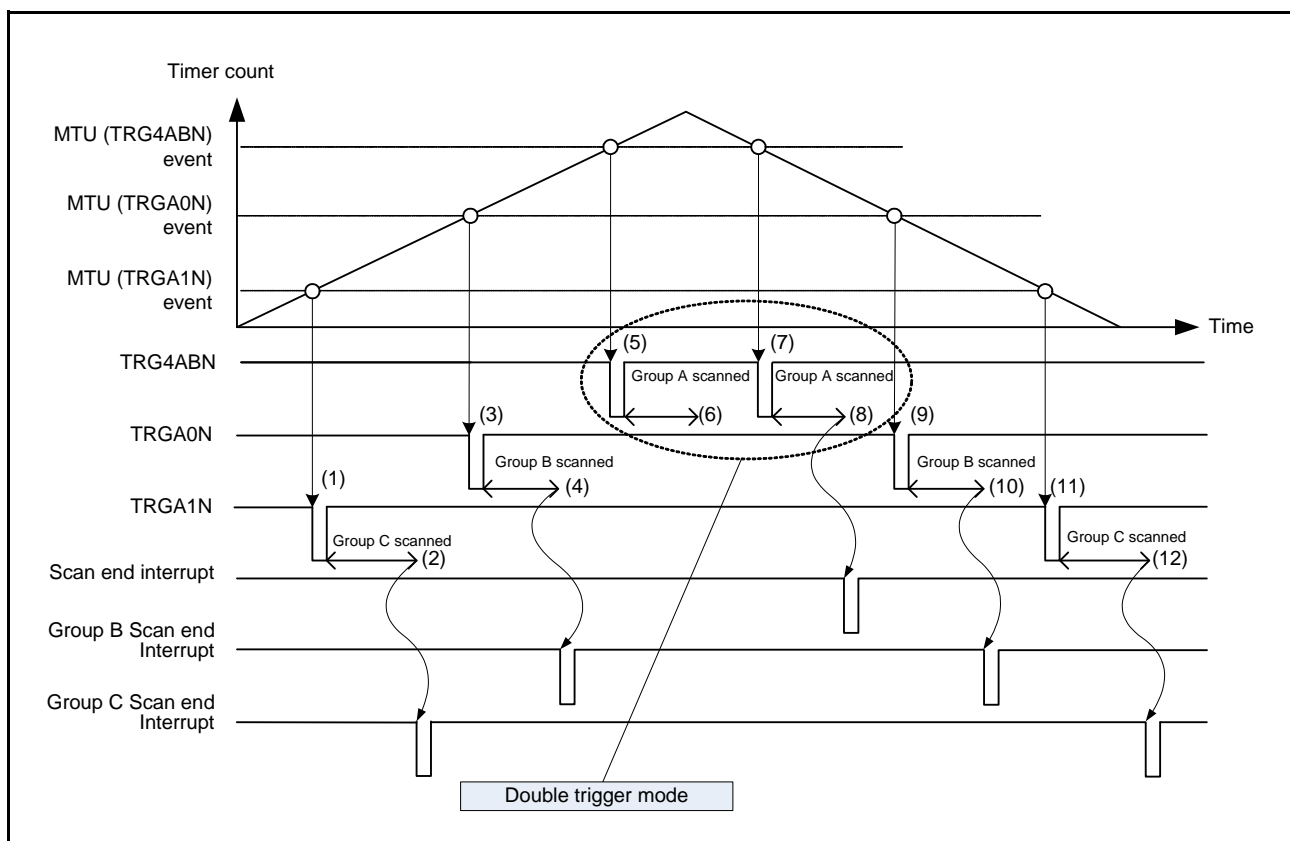 Timer count
MTU (TRG4ABN)
event
MTU (TRGA0N)
event
MTU (TRGA1N)
event
Time
TRG4ABN
(5)
(7)
Group A scanned
Group A scanned
(6)
(8)
(3)
(9)
TRGA0N
Group B scanned
Group B scanned
(4)
(10)
(1)
(11)
TRGA1N
Group C scanned
Group C scanned
(2)
(12)
Scan end interrupt
Group B Scan end
Interrupt
Group C Scan end
Interrupt
Double trigger mode